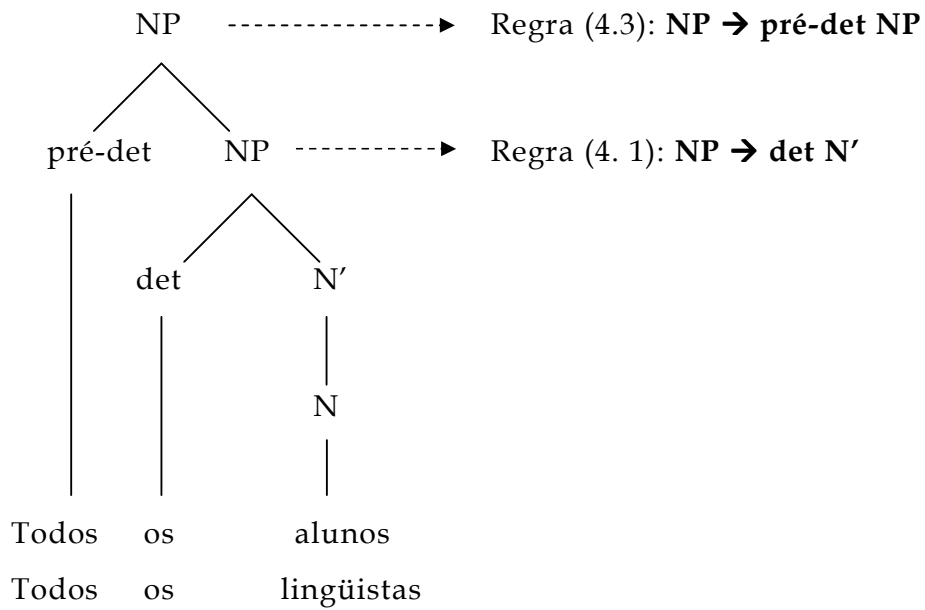 NP Regra (4.3): NP → pré-det NP
pré-det NP Regra (4. 1): NP → det N’
det N’
N
Todos os alunos
Todos os lingüistas